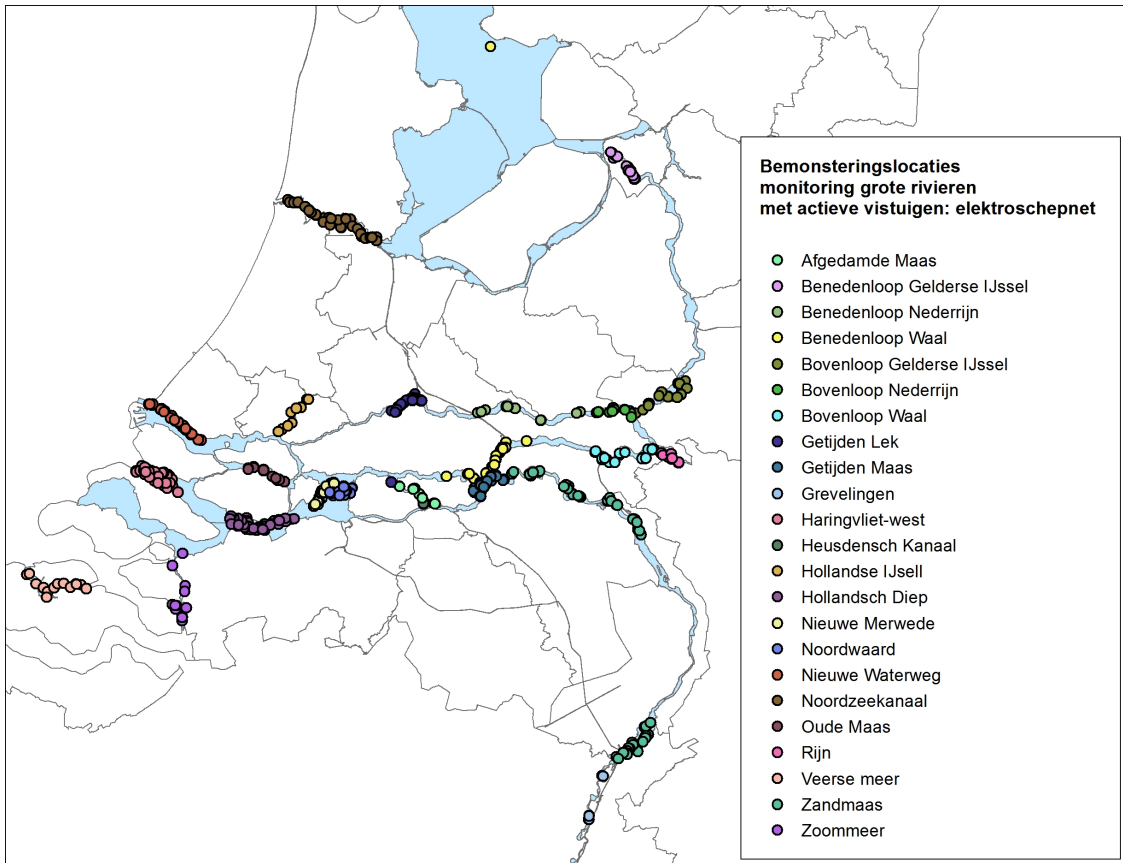 Bemonsteringslocaties
monitoring grote rivieren
met actieve vistuigen: elektroschepnet
Afgedamde Maas
Benedenloop Gelderse IJssel
Benedenloop Nederrijn
Benedenloop Waal
Bovenloop Gelderse IJssel
Bovenloop Nederrijn
Bovenloop Waal
Getijden Lek
Getijden Maas
Grevelingen
Haringvliet-west
Heusdensch Kanaal
Hollandse IJsell
Hollandsch Diep
Nieuwe Merwede
Noordwaard
Nieuwe Waterweg
Noordzeekanaal
Oude Maas
Rijn
Veerse meer
Zandmaas
Zoommeer